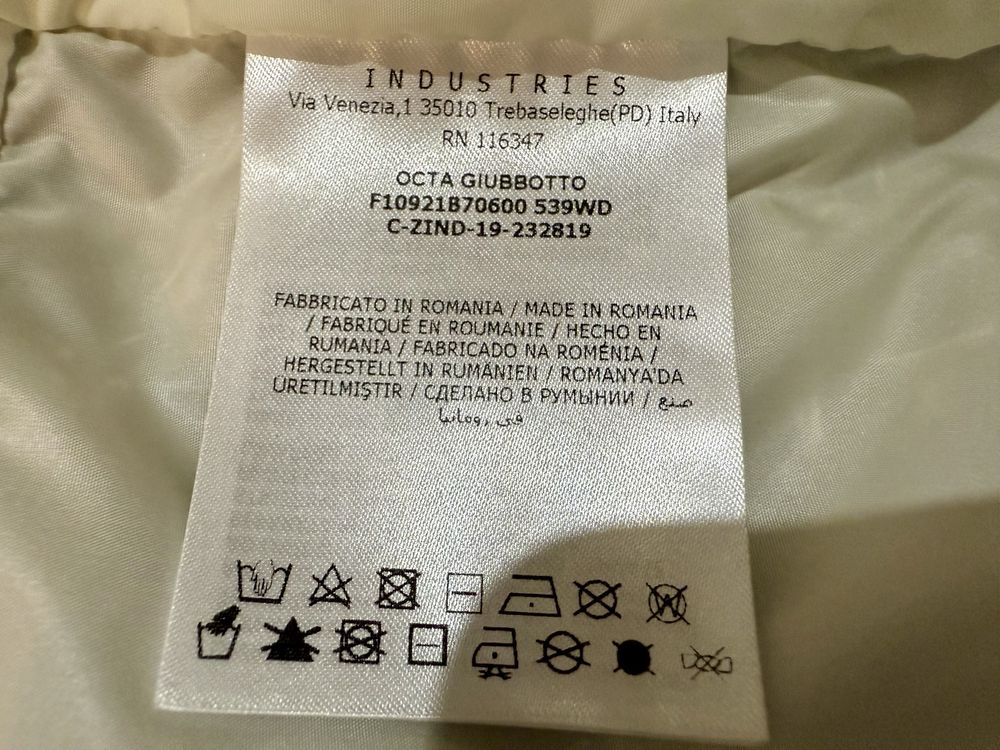 INDUSTRIES
Via Venezia,1 35010 Trebaseleghe(PD) Italy
RN 116347
OCTA GIUBBOTTO
F10921B70600 539WD
C-ZIND-19-232819
FABBRICATO IN ROMANIA / MADE IN ROMANIA
/ FABRIQUÉ EN ROUMANIE / HECHO EN
RUMANIA / FABRICADO NA ROMÉNIA /
HERGESTELLT IN RUMÄNIEN / ROMANYA'DA
ÜRETILMIŞTIR / СДЕЛАНО В РУМЫНИИ / صنع
في رومانيا
W